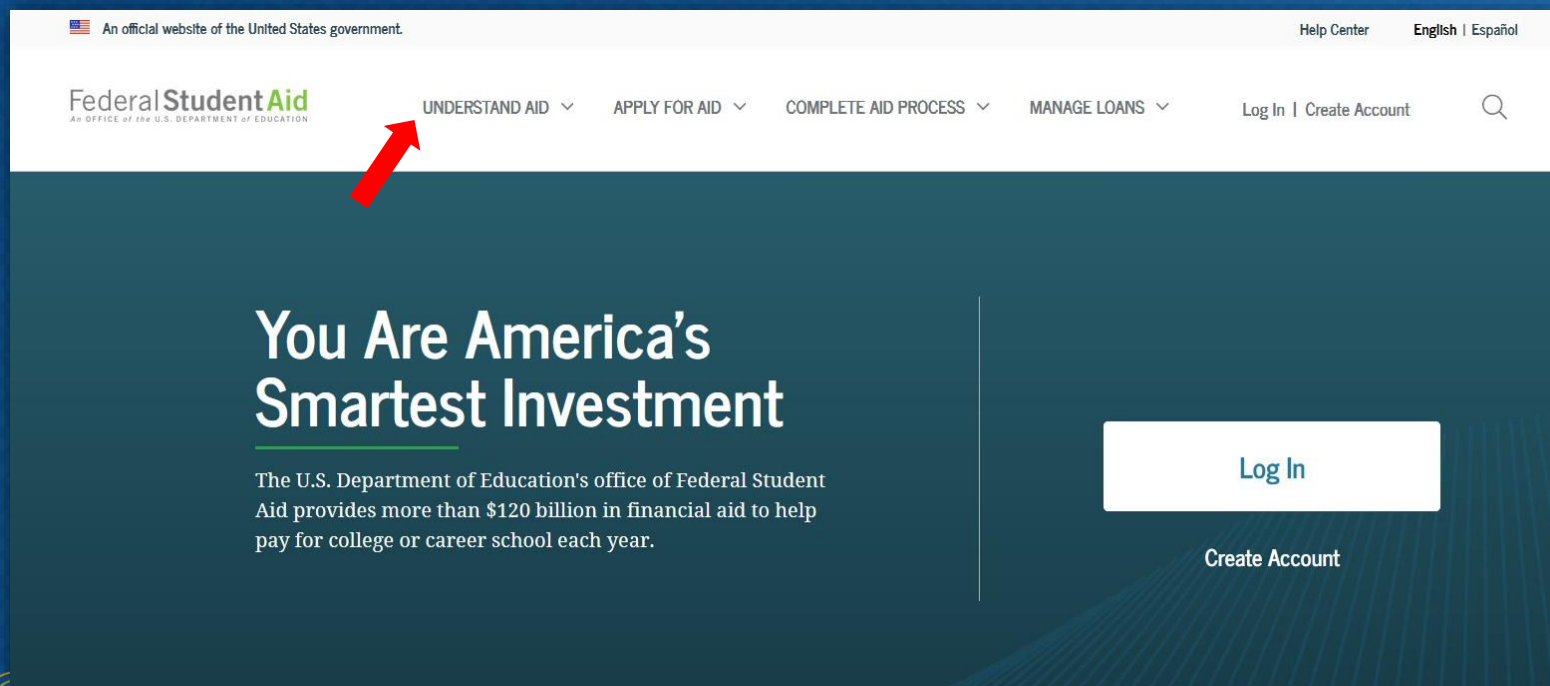 An official website of the United States government.
Help Center English | Español
Federal Student Aid
An OFFICE of the U.S. DEPARTMENT of EDUCATION
UNDERSTAND AID APPLY FOR AID COMPLETE AID PROCESS MANAGE LOANS Log In | Create Account
You Are America's
Smartest Investment
The U.S. Department of Education's office of Federal Student
Aid provides more than $120 billion in financial aid to help
pay for college or career school each year.
Log In
Create Account